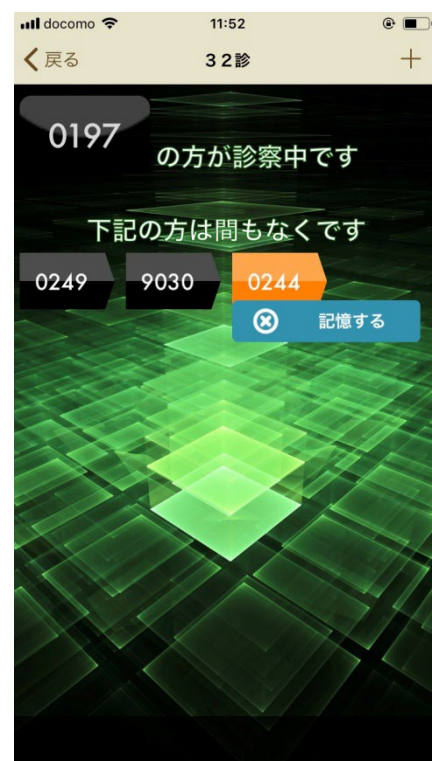 docomo 11:52
戻る ３２診
0197
の方が診察中です
下記の方は間もなくです
0249 9030 0244
記憶する